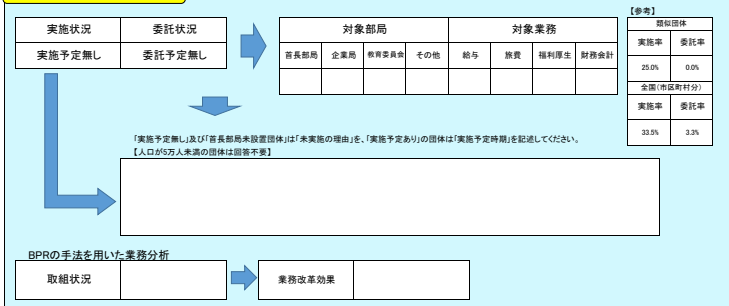 【参考】
実施状況 委託状況
実施予定無し 委託予定無し
対象部局 対象業務
首長部局 企業局 教育委員会 その他 給与 旅費 福利厚生 財務会計
類似団体
実施率 委託率
25.0% 0.0%
全国(市区町村分)
実施率 委託率
33.5% 3.3%
「実施予定無し」及び「首長部局未設置団体」は「未実施の理由」を、「実施予定あり」の団体は「実施予定時期」を記述してください。
【人口が5万人未満の団体は回答不要】
BPRの手法を用いた業務分析
取組状況
業務改革効果